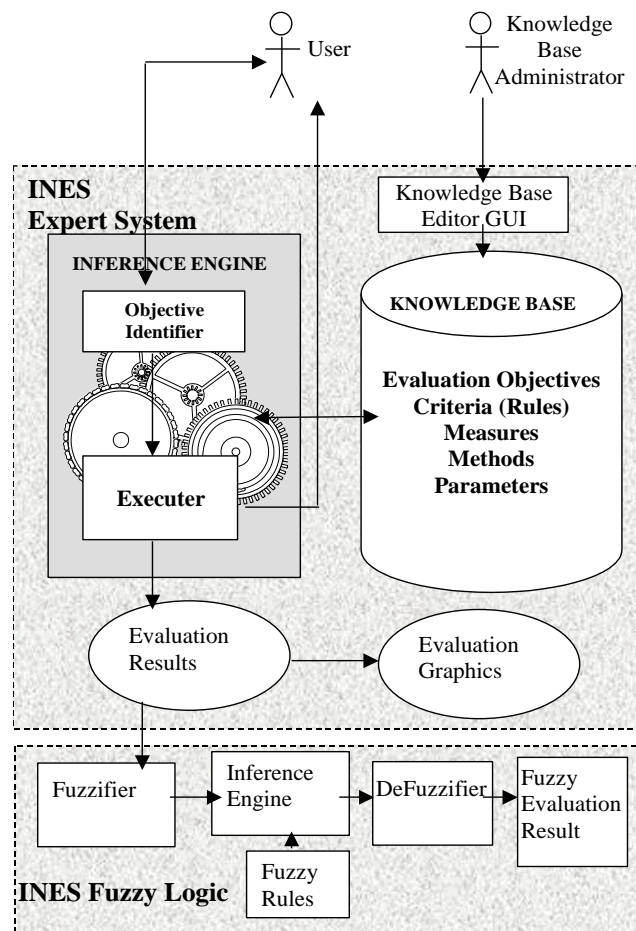 User
Knowledge
Base
Administrator
INES
Expert System
Knowledge Base
Editor GUI
INFERENCE ENGINE
Objective
Identifier
KNOWLEDGE BASE
Evaluation Objectives
Criteria (Rules)
Measures
Methods
Parameters
Executer
Evaluation
Results
Evaluation
Graphics
Fuzzifier
Inference
Engine
DeFuzzifier
Fuzzy
Evaluation
Result
Fuzzy
Rules
INES Fuzzy Logic